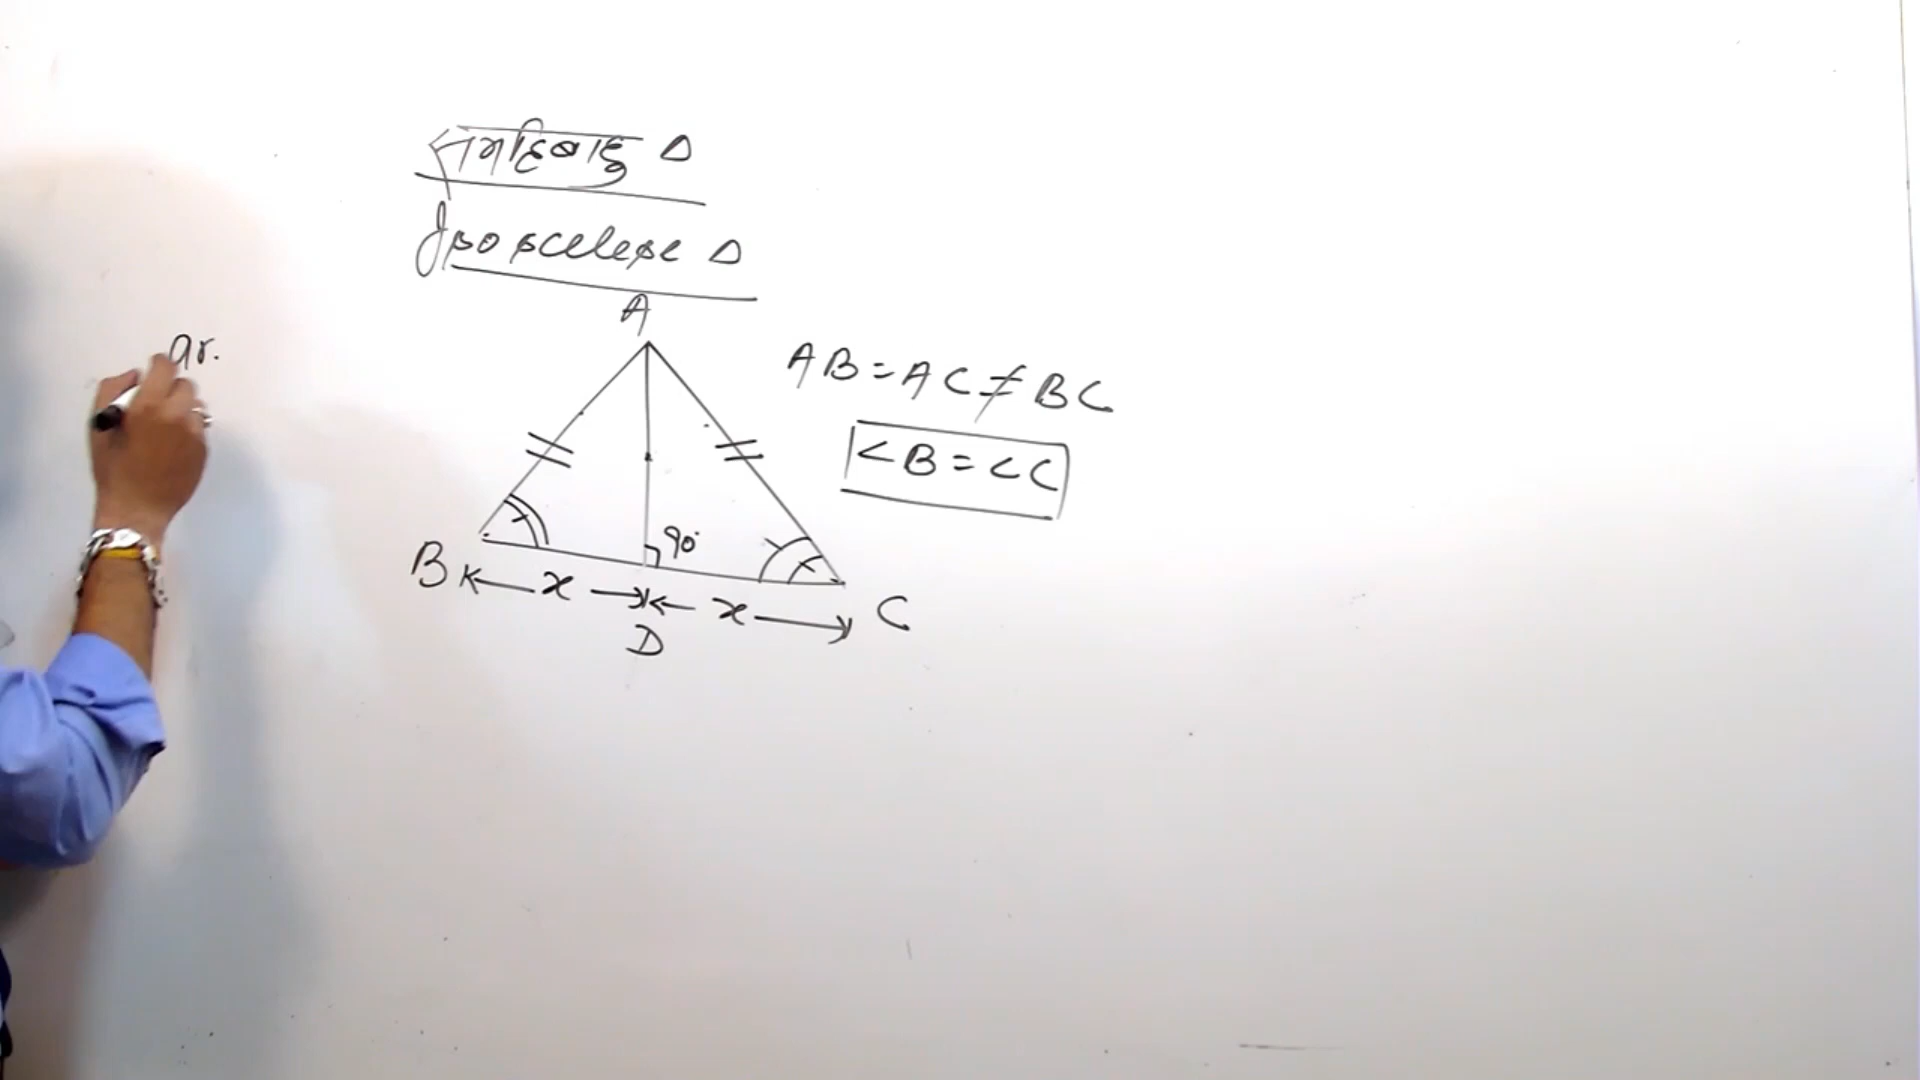 समद्विबाहु Δ
Isosceles Δ
A
ar.
AB = AC ≠ BC
∠B = ∠C
90°
B x x C
D